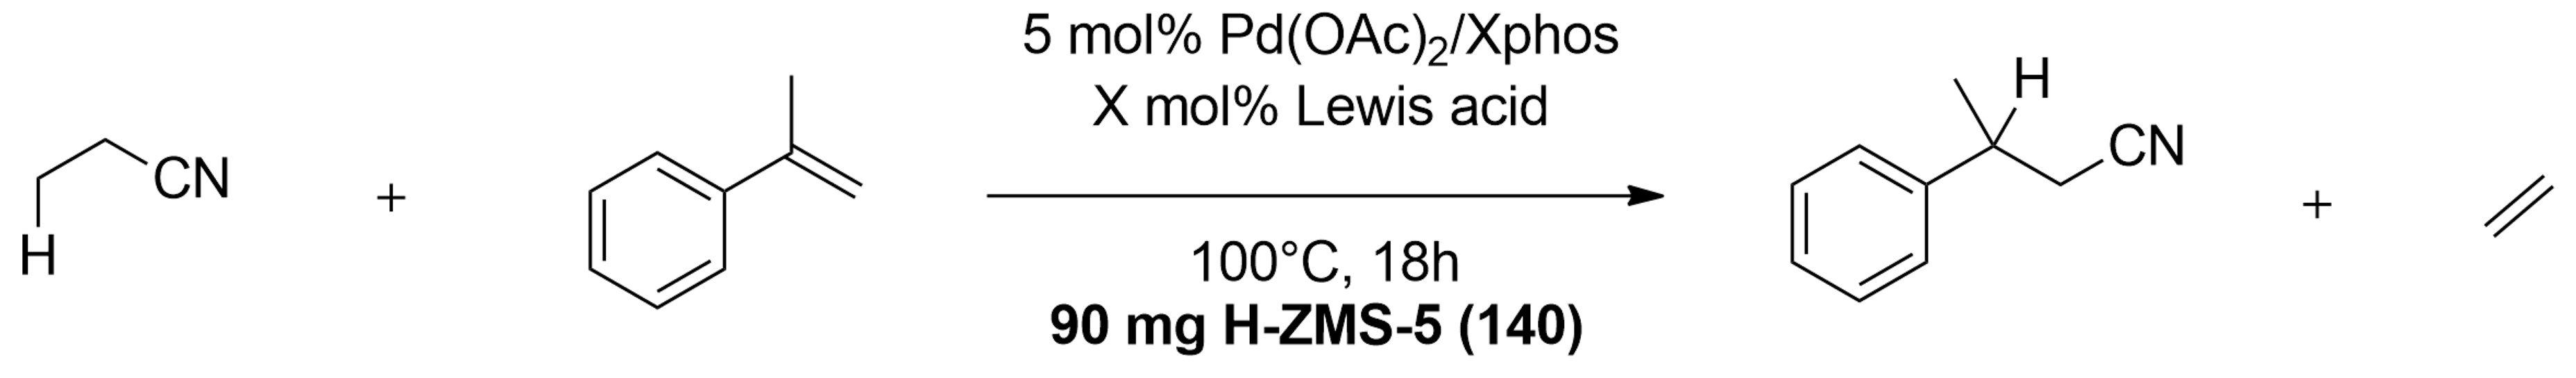 5 mol% Pd(OAc)₂/Xphos
X mol% Lewis acid
H
CN
+
H
CN
+
100°C, 18h
90 mg H-ZMS-5 (140)